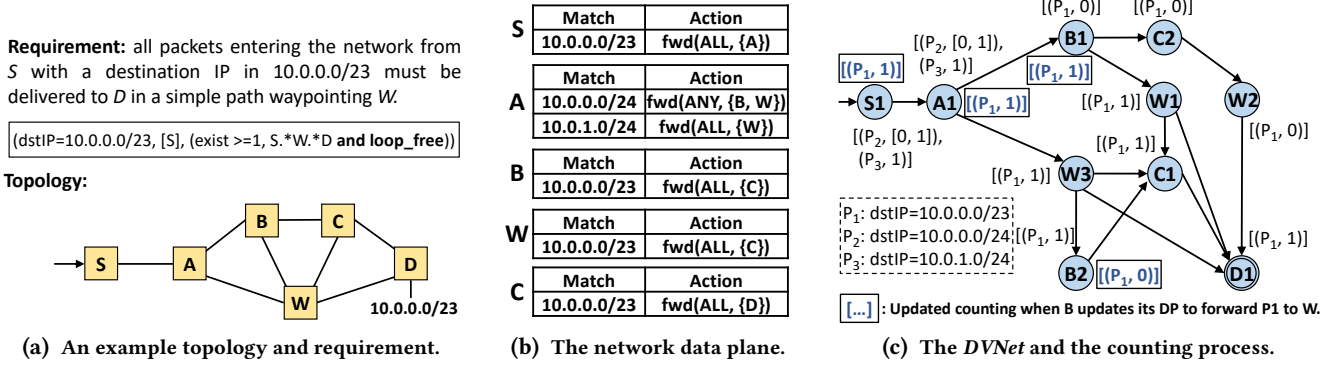 Requirement: all packets entering the network from
S with a destination IP in 10.0.0.0/23 must be
delivered to D in a simple path waypointing W.
(dstIP=10.0.0.0/23, [S], (exist >=1, S.*W.*D and loop_free))
Topology:
B
C
S
A
D
W
10.0.0.0/23
(a) An example topology and requirement.
S
Match Action
10.0.0.0/23 fwd(ALL, {A})
A
Match Action
10.0.0.0/24 fwd(ANY, {B, W})
10.0.1.0/24 fwd(ALL, {W})
B
Match Action
10.0.0.0/23 fwd(ALL, {C})
W
Match Action
10.0.0.0/23 fwd(ALL, {C})
C
Match Action
10.0.0.0/23 fwd(ALL, {D})
(b) The network data plane.
[(P1, 0)] [(P1, 0)]
B1 C2
[(P2, [0, 1]),
(P3, 1)]
[(P1, 1)]
[(P1, 1)]
S1 A1
[(P1, 1)]
[(P1, 1)]
W1 W2
[(P2, [0, 1]),
(P3, 1)]
[(P1, 0)]
[(P1, 1)]
[(P1, 1)]
W3 C1
P1: dstIP=10.0.0.0/23
P2: dstIP=10.0.0.0/24
P3: dstIP=10.0.1.0/24
[(P1, 1)]
[(P1, 1)]
B2
[(P1, 0)]
D1
[...] : Updated counting when B updates its DP to forward P1 to W.
(c) The DVNet and the counting process.